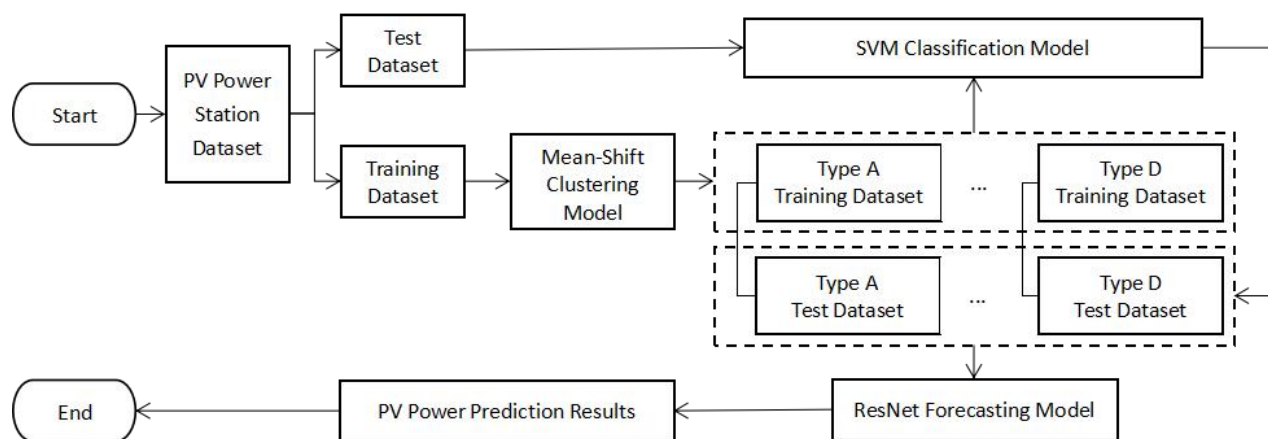 Start
PV Power
Station
Dataset
Test
Dataset
Training
Dataset
Mean-Shift
Clustering
Model
SVM Classification Model
Type A
Training Dataset
...
Type D
Training Dataset
Type A
Test Dataset
...
Type D
Test Dataset
ResNet Forecasting Model
PV Power Prediction Results
End